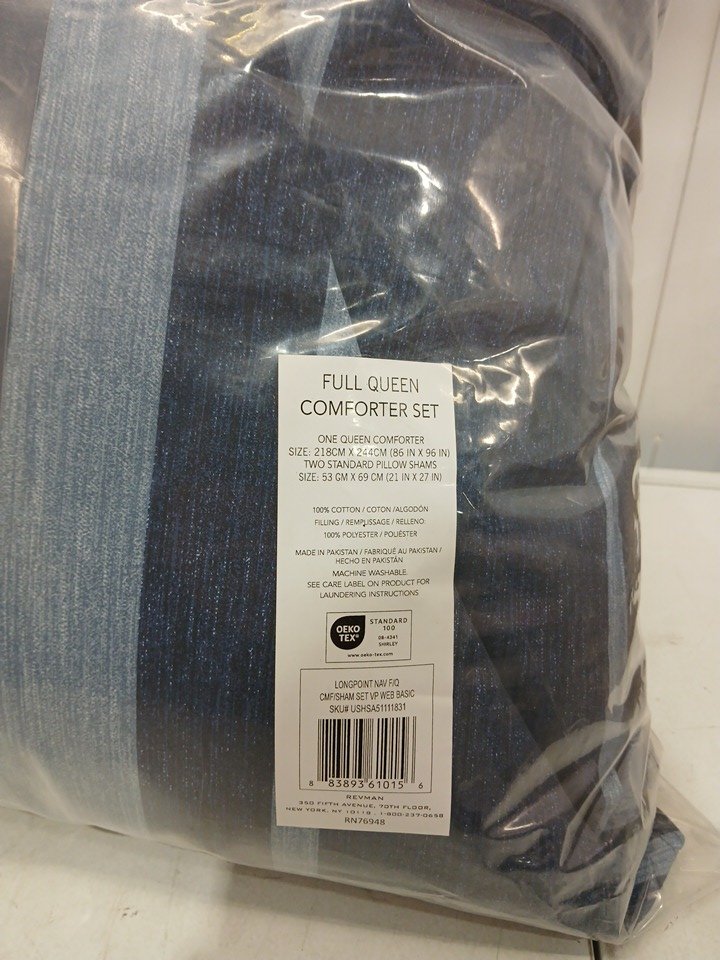 FULL QUEEN
COMFORTER SET
ONE QUEEN COMFORTER
SIZE: 218CM X 244CM (86 IN X 96 IN)
TWO STANDARD PILLOW SHAMS
SIZE: 53 CM X 69 CM (21 IN X 27 IN)
100% COTTON / COTON /ALGODÓN
FILLING / REMPLISSAGE / RELLENO:
100% POLYESTER / POLIÉSTER
MADE IN PAKISTAN / FABRIQUÉ AU PAKISTAN /
HECHO EN PAKISTÁN
MACHINE WASHABLE
SEE CARE LABEL ON PRODUCT FOR
LAUNDERING INSTRUCTIONS
OEKO
TEX®
STANDARD
100
08-4341
SHIRLEY
www.oeko-tex.com
LONGPOINT NAV F/Q
CMF/SHAM SET VP WEB BASIC
SKU# USHSA51111831
8 83893 61015 6
REVMAN
350 FIFTH AVENUE, 70TH FLOOR,
NEW YORK, NY 10118 . 1-800-237-0658
RN76948